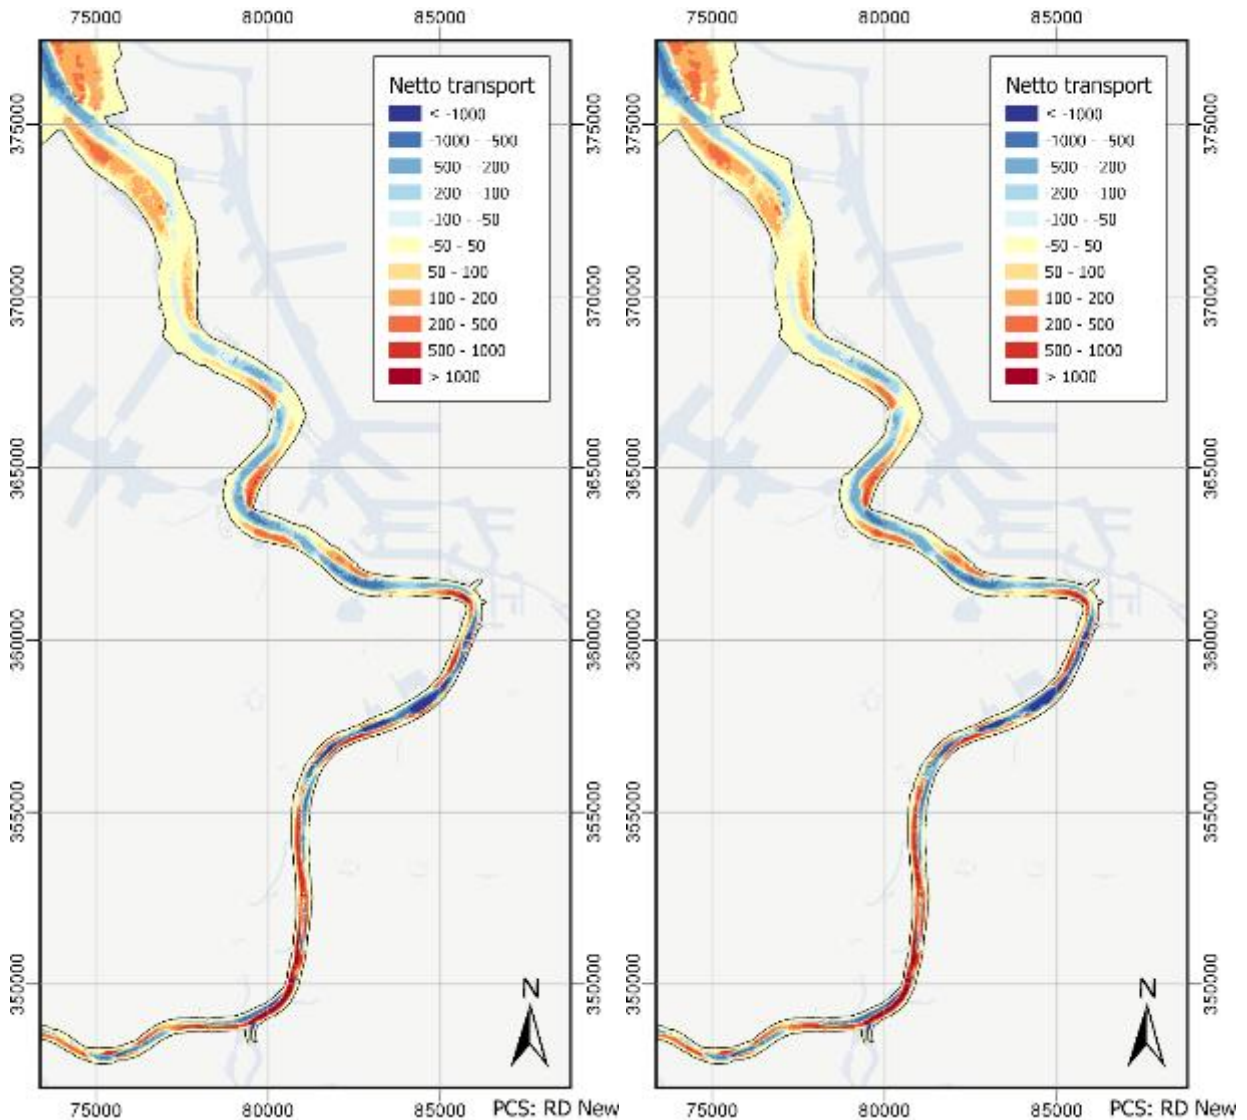 75000 80000 85000 75000 80000 85000
Netto transport
< -1000
-1000 - -500
500 - -200
-200 - -100
-100 - -50
-50 - 50
50 - 100
100 - 200
200 - 500
500 - 1000
> 1000
Netto transport
< -1000
-1000 - -500
500 - -200
-200 - -100
-100 - -50
-50 - 50
50 - 100
100 - 200
200 - 500
500 - 1000
> 1000
375000 375000 375000 375000
370000 370000 370000 370000
365000 365000 365000 365000
360000 360000 360000 360000
355000 355000 355000 355000
350000 350000 350000 350000
N N
75000 80000 85000 PCS: RD New 75000 80000 85000 PCS: RD New